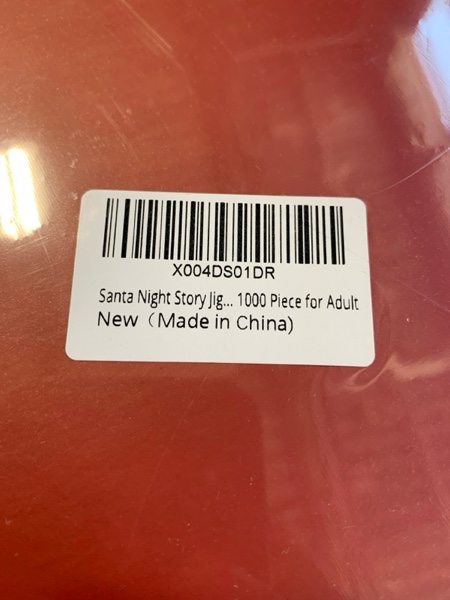 X004DS01DR
Santa Night Story Jig... 1000 Piece for Adult
New（Made in China)